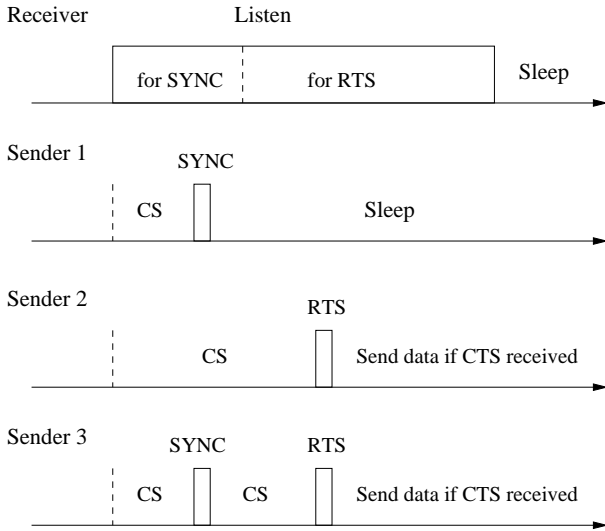 Receiver Listen
for SYNC for RTS Sleep
Sender 1
SYNC
CS Sleep
Sender 2
RTS
CS Send data if CTS received
Sender 3
SYNC RTS
CS CS Send data if CTS received